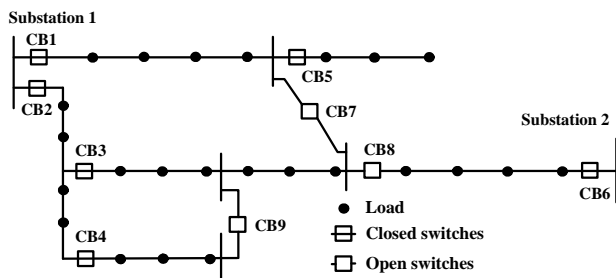 Substation 1
CB1
CB5
CB2
CB7
Substation 2
CB3
CB8
CB6
CB9
CB4
Load
Closed switches
Open switches